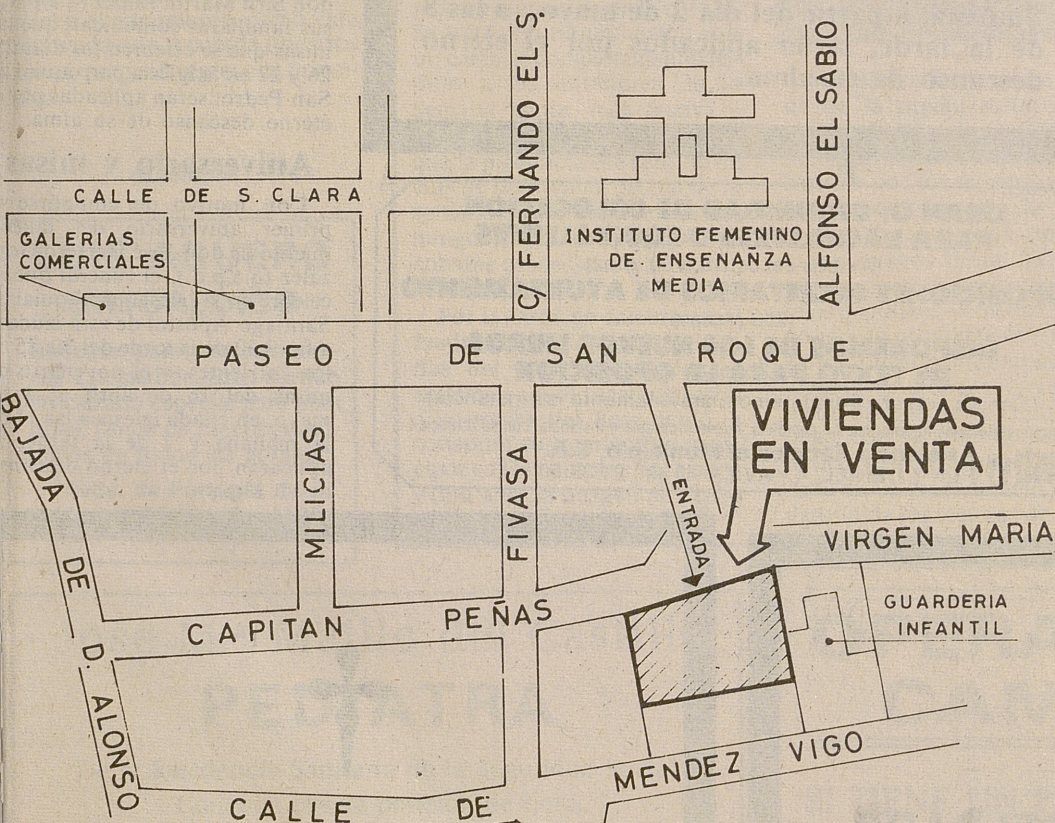 CALLE DE S. CLARA
C/ FERNANDO EL S.
ALFONSO EL SABIO
GALERIAS
COMERCIALES
INSTITUTO FEMENINO
DE. ENSENAÑZA
MEDIA
PASEO DE SAN ROQUE
BAJADA DE D. ALONSO
MILICIAS
FIVASA
ENTRADA
VIVIENDAS
EN VENTA
VIRGEN MARIA
CAPITAN PEÑAS
GUARDERIA
INFANTIL
CALLE DE MENDEZ VIGO